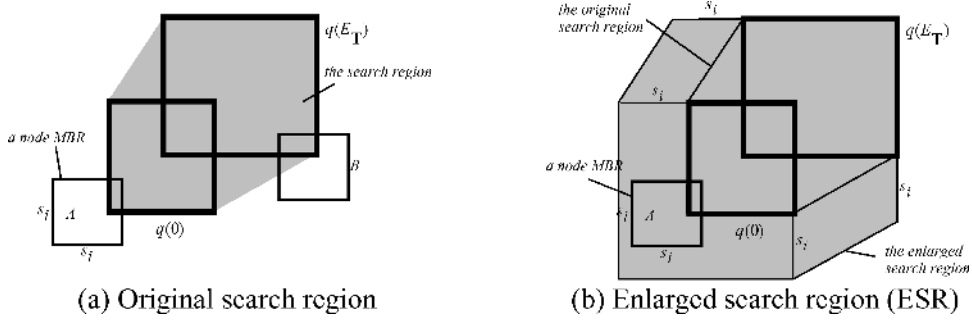 q(E_T)
the search region
a node MBR
B
s_i
A
s_i
q(0)
(a) Original search region
s_i
the original
search region
q(E_T)
s_i
a node MBR
s_i
A
s_i
q(0)
s_i
s_i
the enlarged
search region
(b) Enlarged search region (ESR)